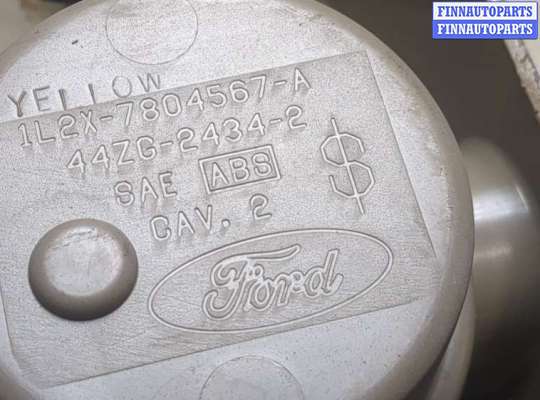 FINNAUTOPARTS
FINNAUTOPARTS
YELLOW
1L2X-7804567-A
44ZG-2434-2
SAE ABS
CAV. 2
Ford